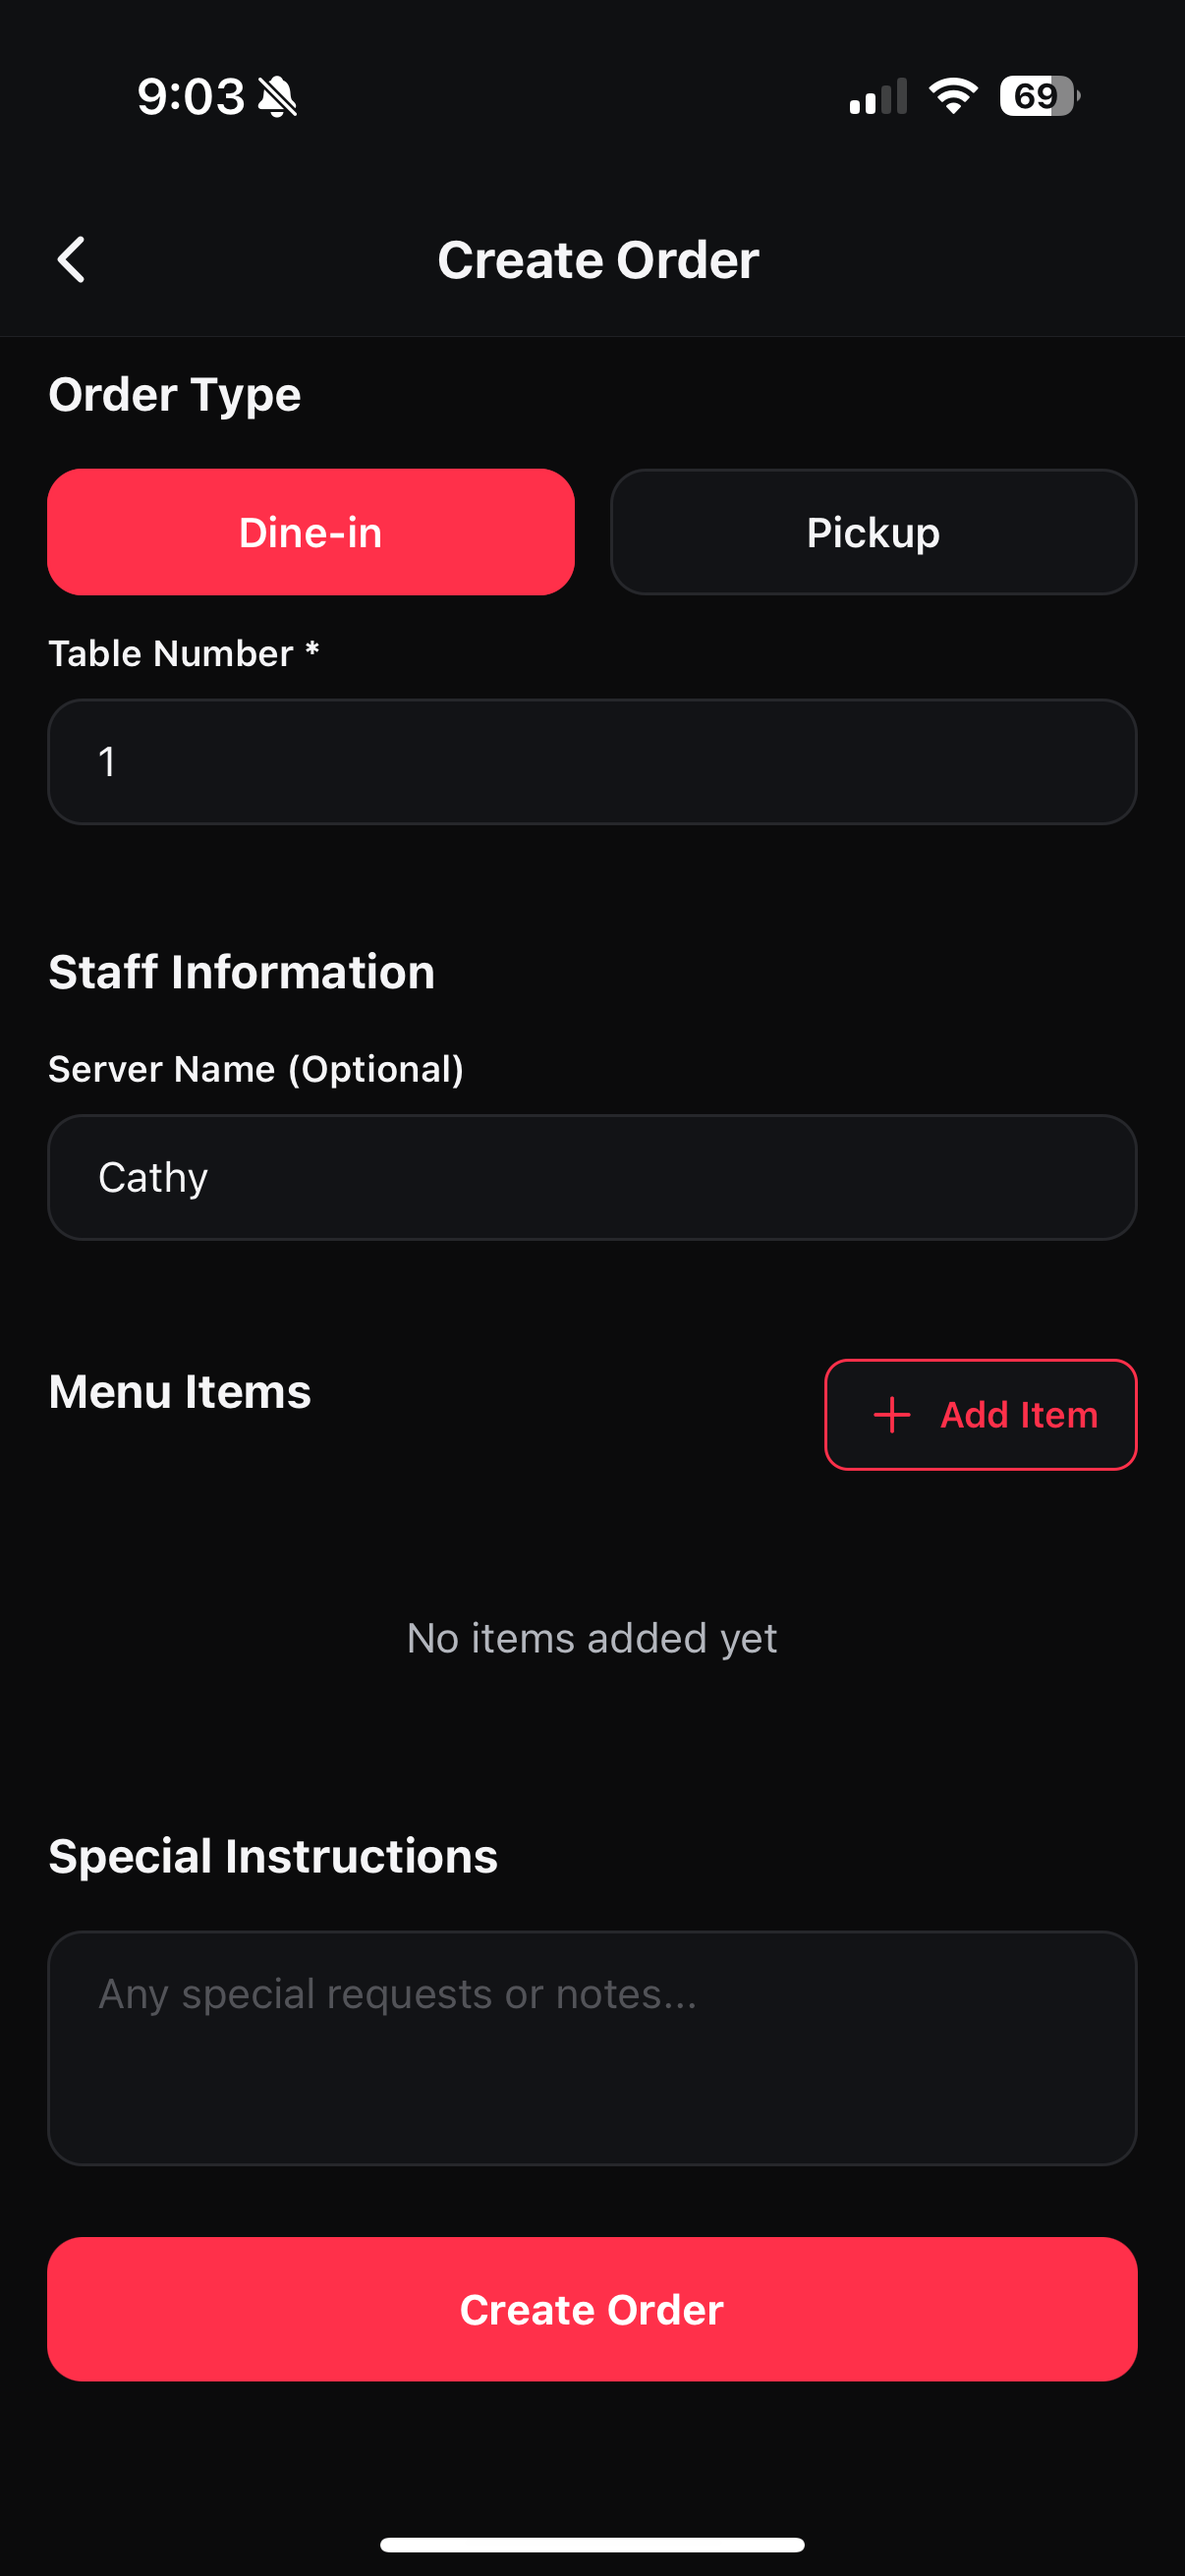 9:03
69
Create Order
Order Type
Dine-in
Pickup
Table Number *
1
Staff Information
Server Name (Optional)
Cathy
Menu Items
+ Add Item
No items added yet
Special Instructions
Any special requests or notes...
Create Order